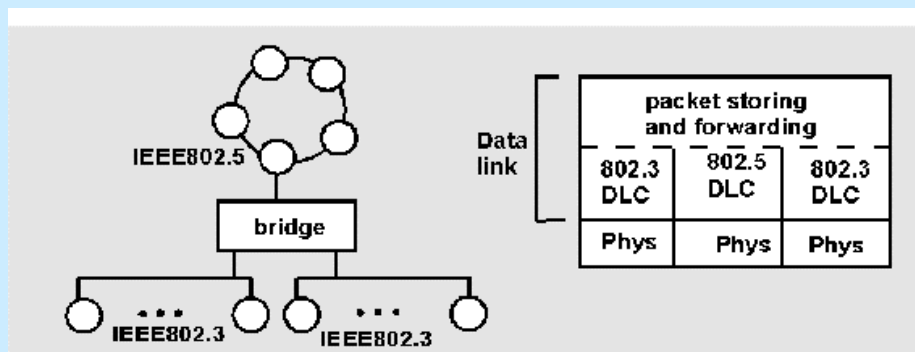 IEEE802.5
bridge
IEEE802.3
IEEE802.3
Data
link
packet storing
and forwarding
802.3
DLC
802.5
DLC
802.3
DLC
Phys
Phys
Phys